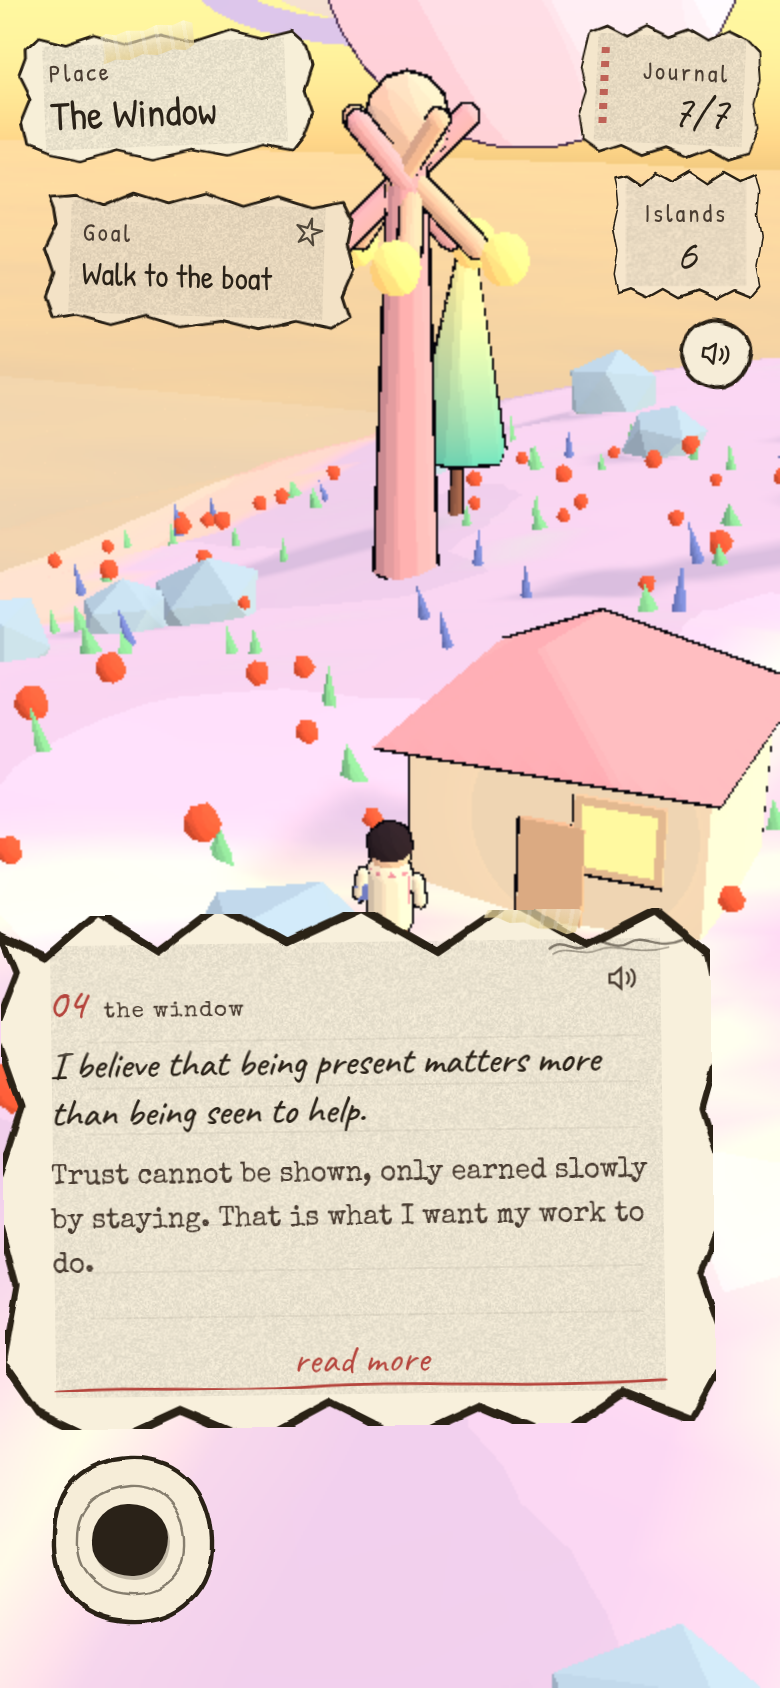 Place
The Window
Journal
7/7
Goal
Walk to the boat
Islands
6
04 the window
I believe that being present matters more
than being seen to help.
Trust cannot be shown, only earned slowly
by staying. That is what I want my work to
do.
read more